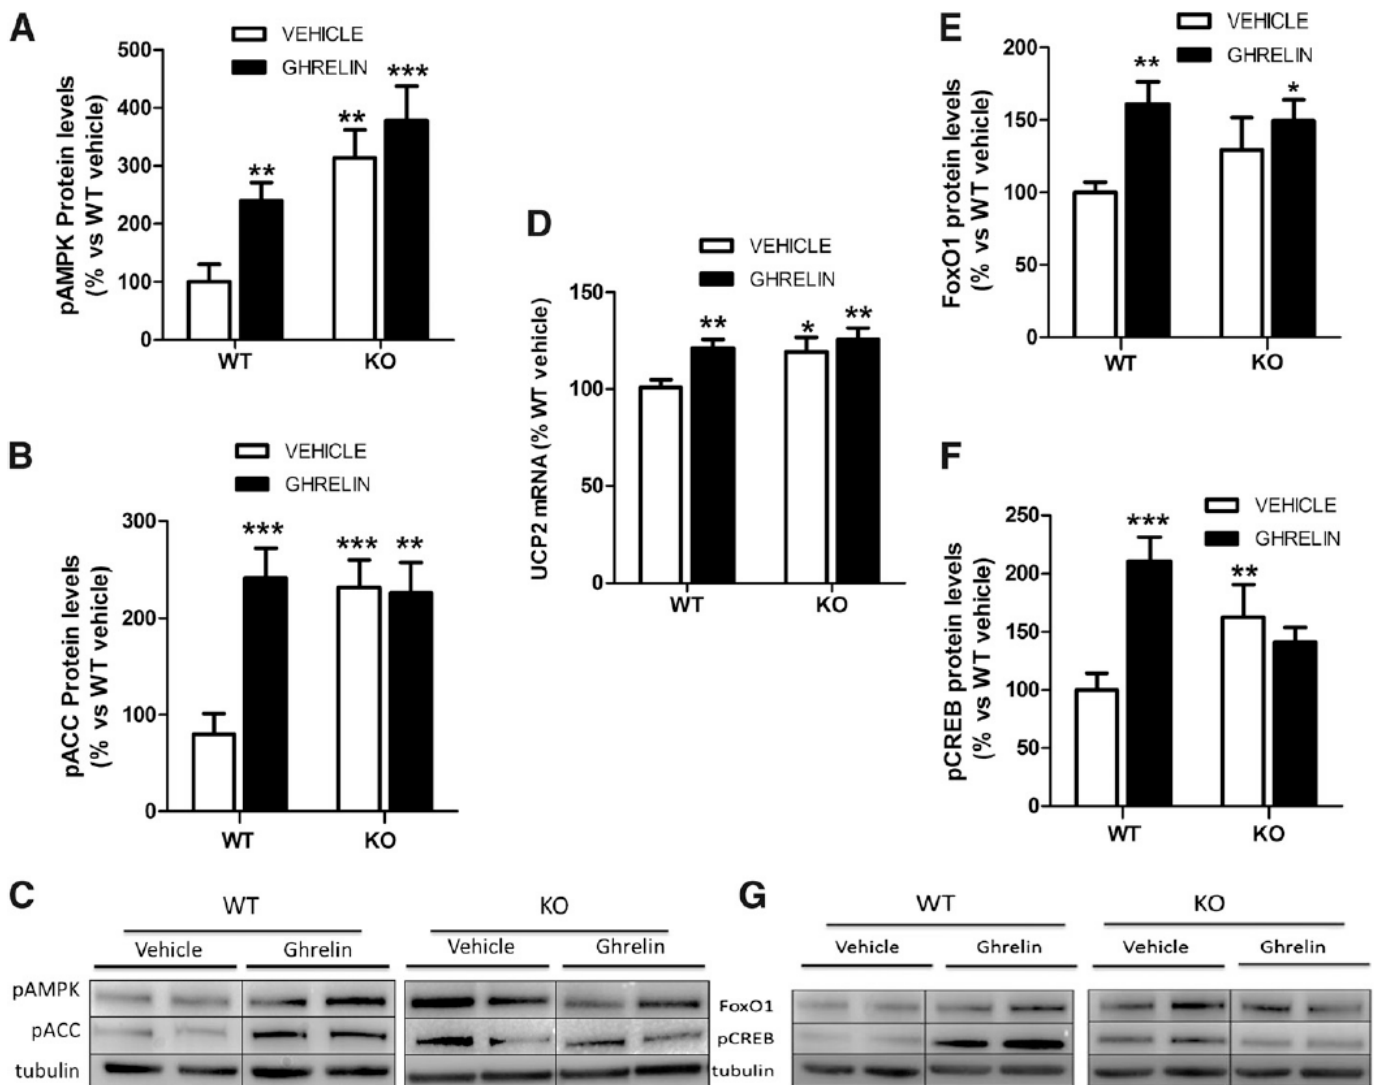 A
VEHICLE
GHRELIN
pAMPK Protein levels
(% vs WT vehicle)
500
400
300
200
100
0
**
**
***
WT
KO
B
VEHICLE
GHRELIN
pACC Protein levels
(% vs WT vehicle)
300
200
100
0
***
***
**
WT
KO
D
VEHICLE
GHRELIN
UCP2 mRNA (% WT vehicle)
150
100
50
0
**
*
**
WT
KO
E
VEHICLE
GHRELIN
FoxO1 protein levels
(% vs WT vehicle)
200
150
100
50
0
**
*
WT
KO
F
VEHICLE
GHRELIN
pCREB protein levels
(% vs WT vehicle)
250
200
150
100
50
0
***
**
WT
KO
C
WT
KO
Vehicle
Ghrelin
Vehicle
Ghrelin
pAMPK
pACC
tubulin
G
WT
KO
Vehicle
Ghrelin
Vehicle
Ghrelin
FoxO1
pCREB
tubulin